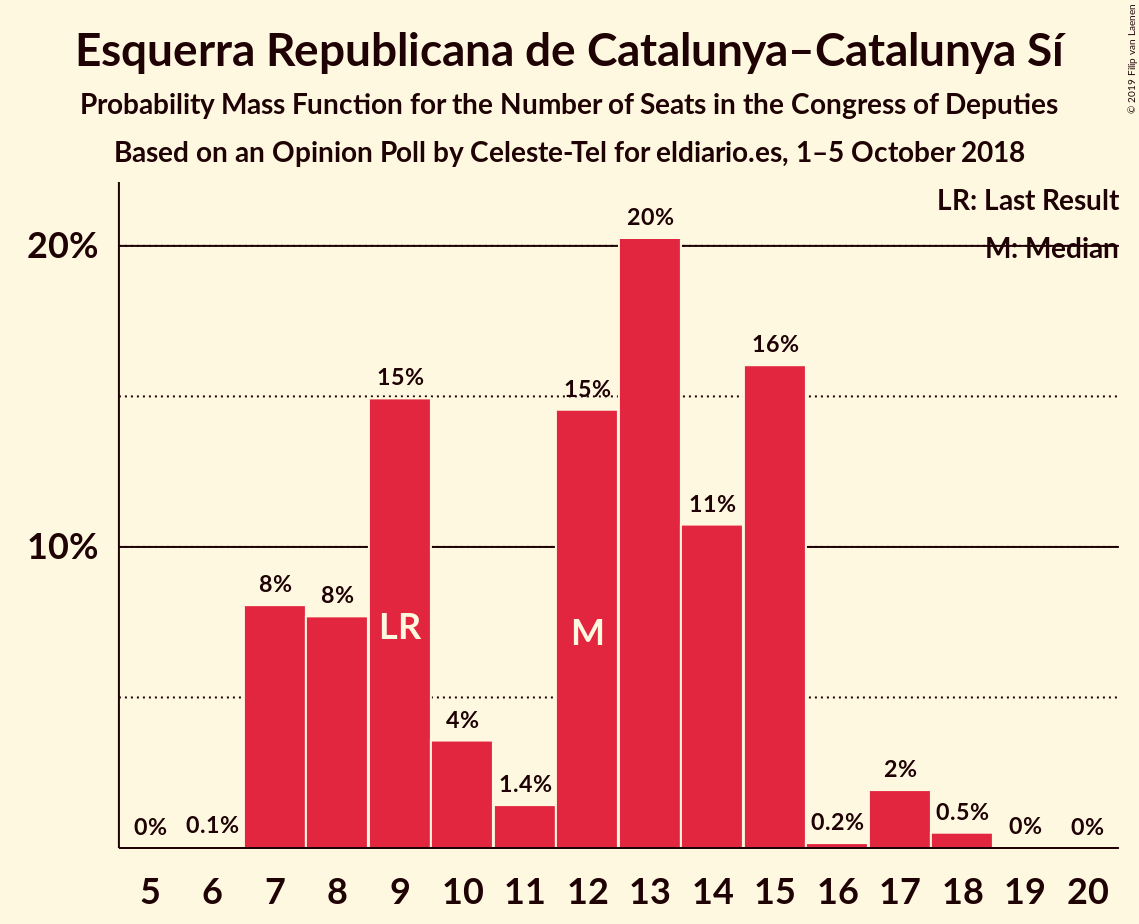 Esquerra Republicana de Catalunya–Catalunya Sí
Probability Mass Function for the Number of Seats in the Congress of Deputies
Based on an Opinion Poll by Celeste-Tel for eldiario.es, 1–5 October 2018
© 2019 Filip van Laenen
LR: Last Result
M: Median
20%
10%
0%
0.1%
8%
8%
15%
4%
1.4%
15%
20%
11%
16%
0.2%
2%
0.5%
0%
0%
LR
M
5 6 7 8 9 10 11 12 13 14 15 16 17 18 19 20